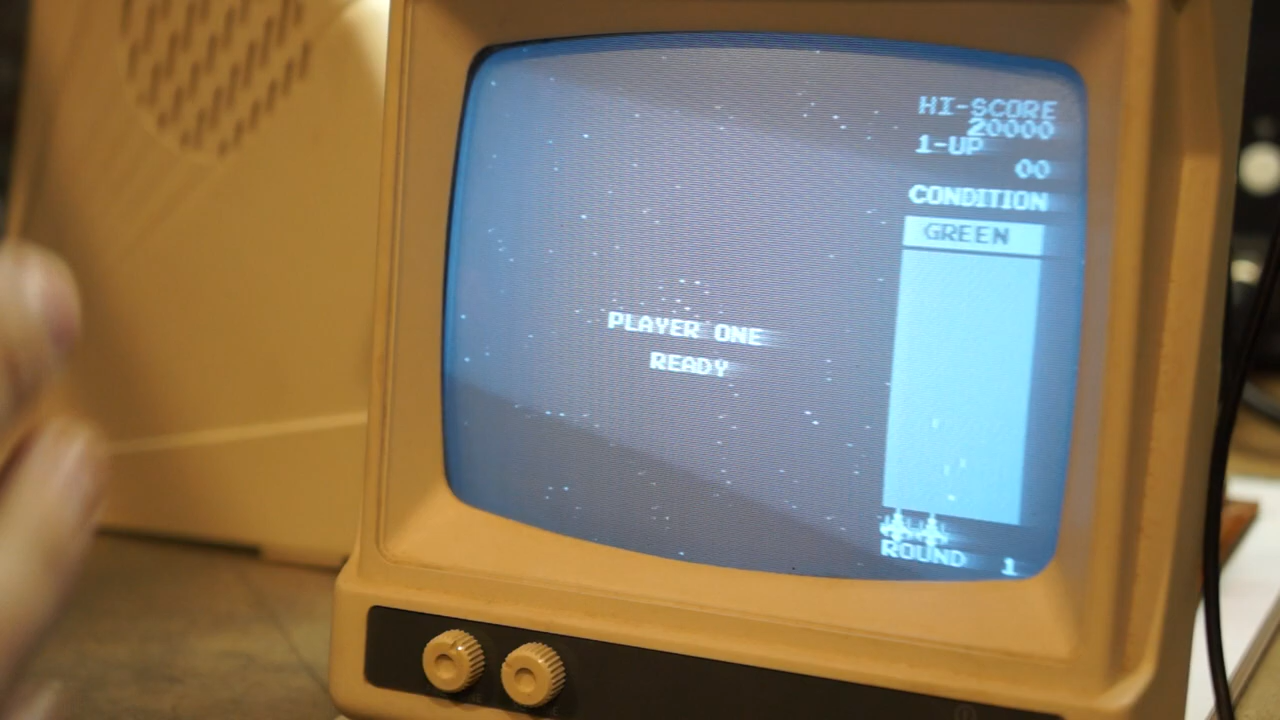 HI-SCORE
20000
1-UP
00
CONDITION
GREEN
PLAYER ONE
READY
ROUND 1